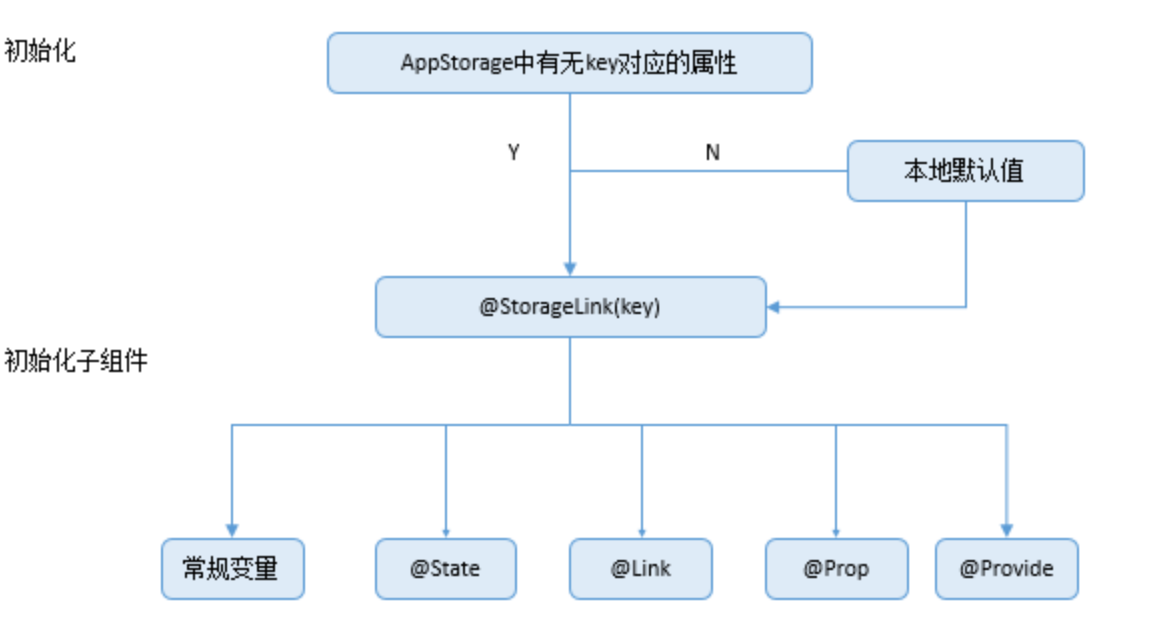 初始化
AppStorage中有无key对应的属性
Y
N
本地默认值
@StorageLink(key)
初始化子组件
常规变量
@State
@Link
@Prop
@Provide